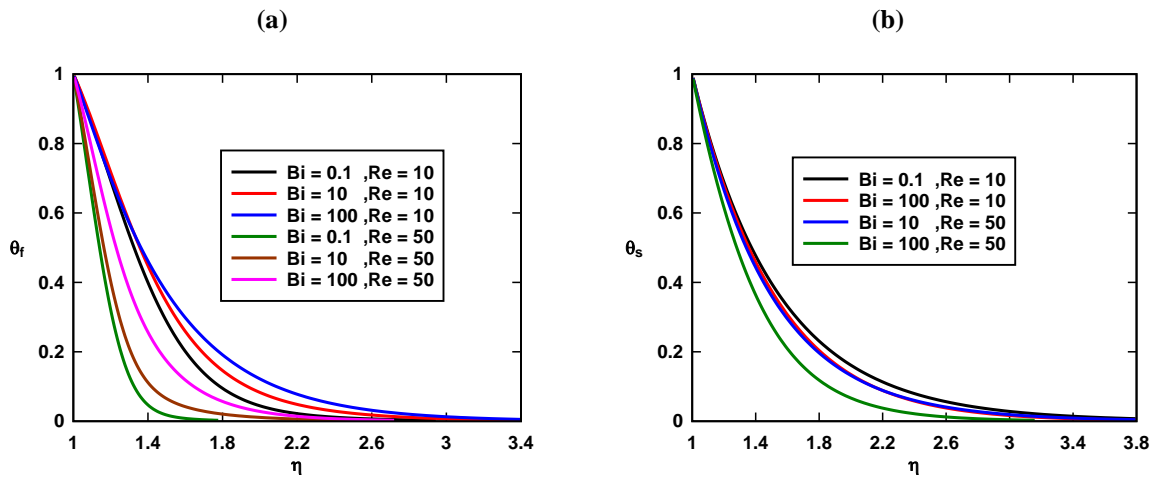 (a)
1
0.8
0.6
θf
0.4
0.2
0
1 1.4 1.8 2.2 2.6 3 3.4
η
Bi = 0.1 ,Re = 10
Bi = 10 ,Re = 10
Bi = 100 ,Re = 10
Bi = 0.1 ,Re = 50
Bi = 10 ,Re = 50
Bi = 100 ,Re = 50
(b)
1
0.8
0.6
θs
0.4
0.2
0
1 1.4 1.8 2.2 2.6 3 3.4 3.8
η
Bi = 0.1 ,Re = 10
Bi = 100 ,Re = 10
Bi = 10 ,Re = 50
Bi = 100 ,Re = 50